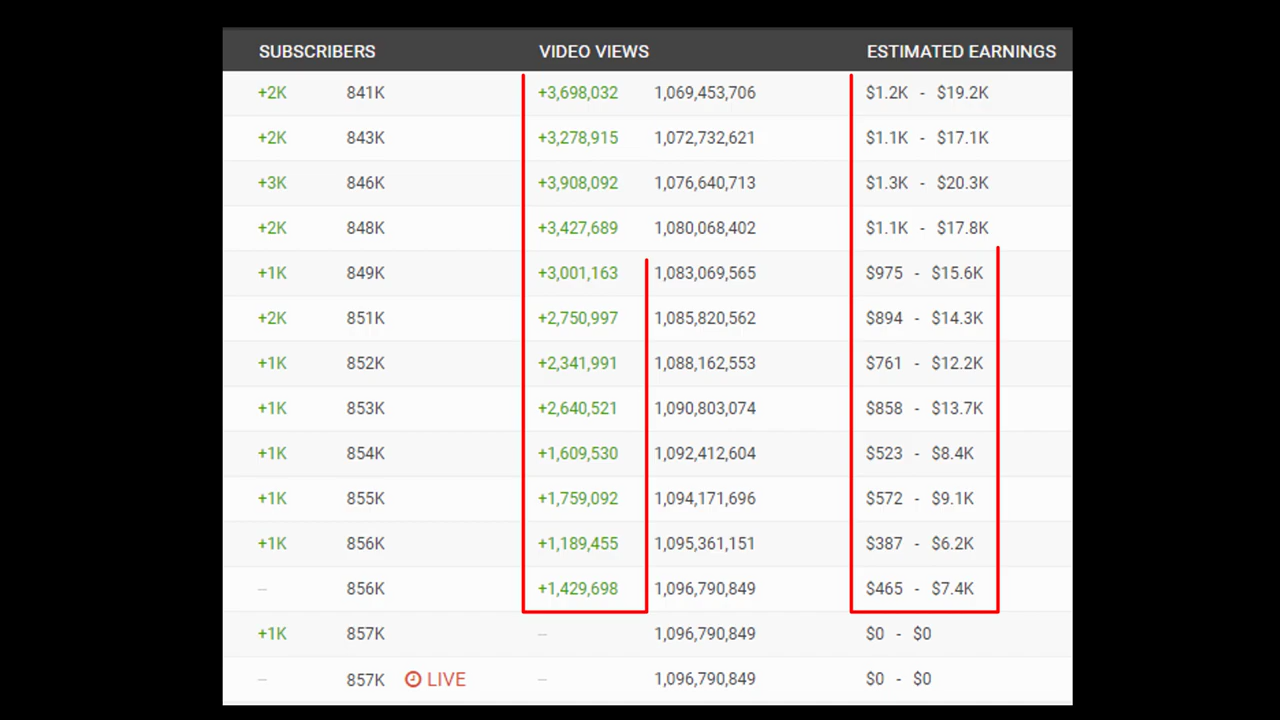 SUBSCRIBERS VIDEO VIEWS ESTIMATED EARNINGS
+2K 841K +3,698,032 1,069,453,706 $1.2K - $19.2K
+2K 843K +3,278,915 1,072,732,621 $1.1K - $17.1K
+3K 846K +3,908,092 1,076,640,713 $1.3K - $20.3K
+2K 848K +3,427,689 1,080,068,402 $1.1K - $17.8K
+1K 849K +3,001,163 1,083,069,565 $975 - $15.6K
+2K 851K +2,750,997 1,085,820,562 $894 - $14.3K
+1K 852K +2,341,991 1,088,162,553 $761 - $12.2K
+1K 853K +2,640,521 1,090,803,074 $858 - $13.7K
+1K 854K +1,609,530 1,092,412,604 $523 - $8.4K
+1K 855K +1,759,092 1,094,171,696 $572 - $9.1K
+1K 856K +1,189,455 1,095,361,151 $387 - $6.2K
– 856K +1,429,698 1,096,790,849 $465 - $7.4K
+1K 857K – 1,096,790,849 $0 - $0
– 857K LIVE – 1,096,790,849 $0 - $0